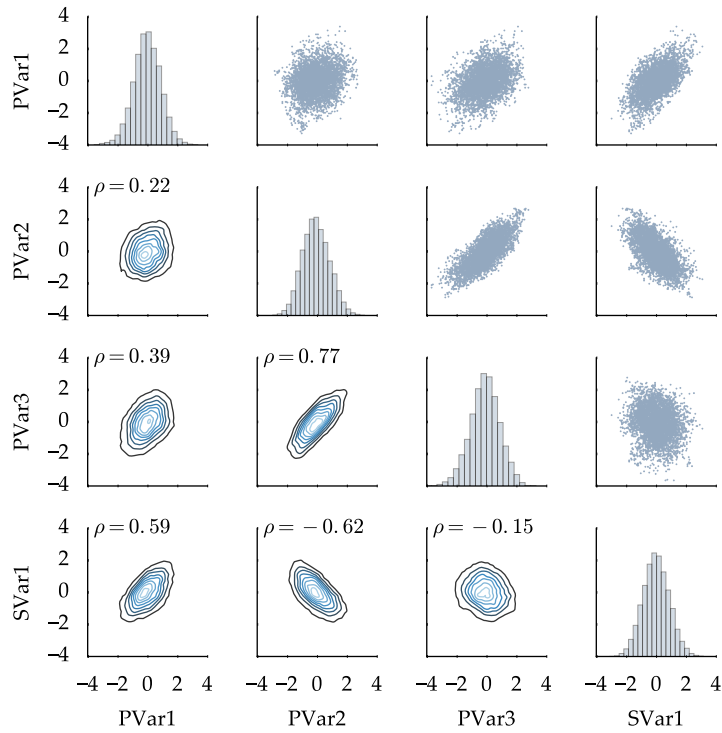 4
2
0
−2
−4
PVar1
4
2
0
−2
−4
PVar2
ρ = 0.22
4
2
0
−2
−4
PVar3
ρ = 0.39
ρ = 0.77
4
2
0
−2
−4
SVar1
ρ = 0.59
ρ = −0.62
ρ = −0.15
−4 −2 0 2 4
−4 −2 0 2 4
−4 −2 0 2 4
−4 −2 0 2 4
PVar1
PVar2
PVar3
SVar1